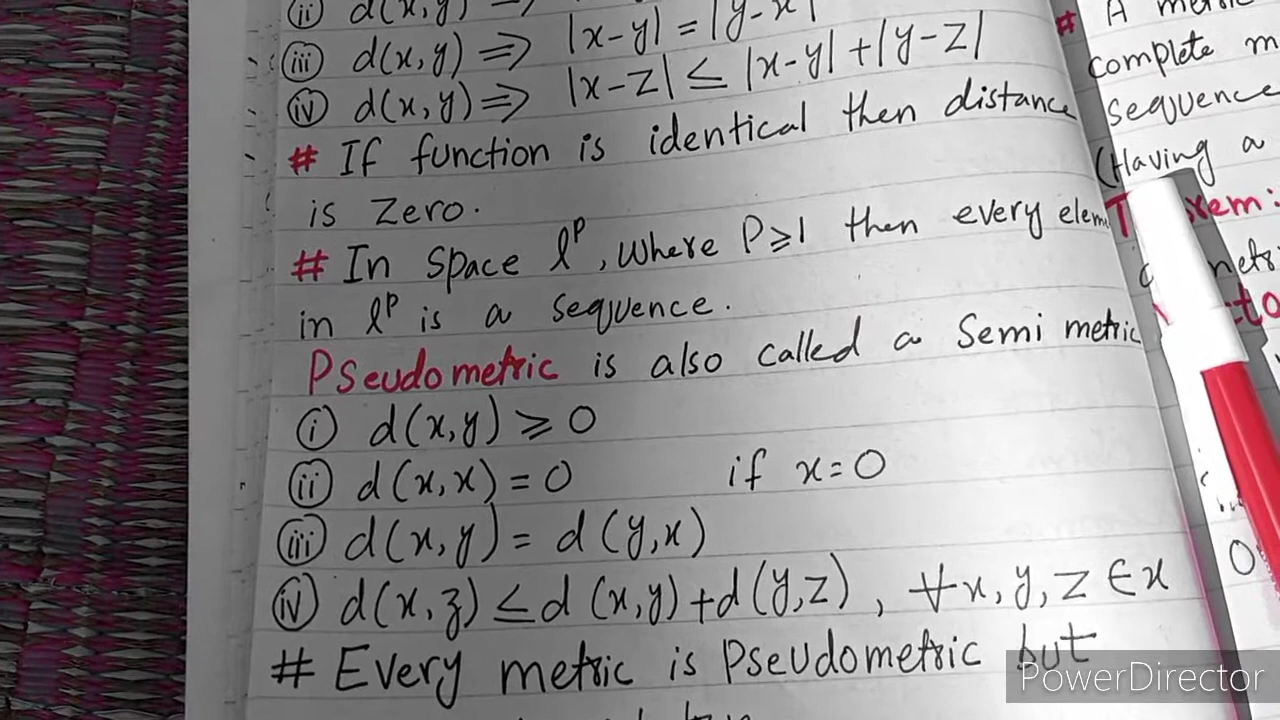 (ii) d(x,y) ⇒ |x-y| = |y-x|
(iii) d(x,y) ⇒
(iv) d(x,y) ⇒ |x-z| ≤ |x-y| + |y-z|
# If function is identical then distance
is zero.
# In space l^p, where P⩾1 then every elem
in l^p is a sequence.
Pseudometric is also called a Semi metric
(i) d(x,y) ⩾ 0
(ii) d(x,x) = 0 if x=0
(iii) d(x,y) = d(y,x)
(iv) d(x,z) ≤ d(x,y)+d(y,z), ∀x,y,z ∈ x
# Every metric is Pseudometric but
# A
complete m
sequence
(Having a
PowerDirector